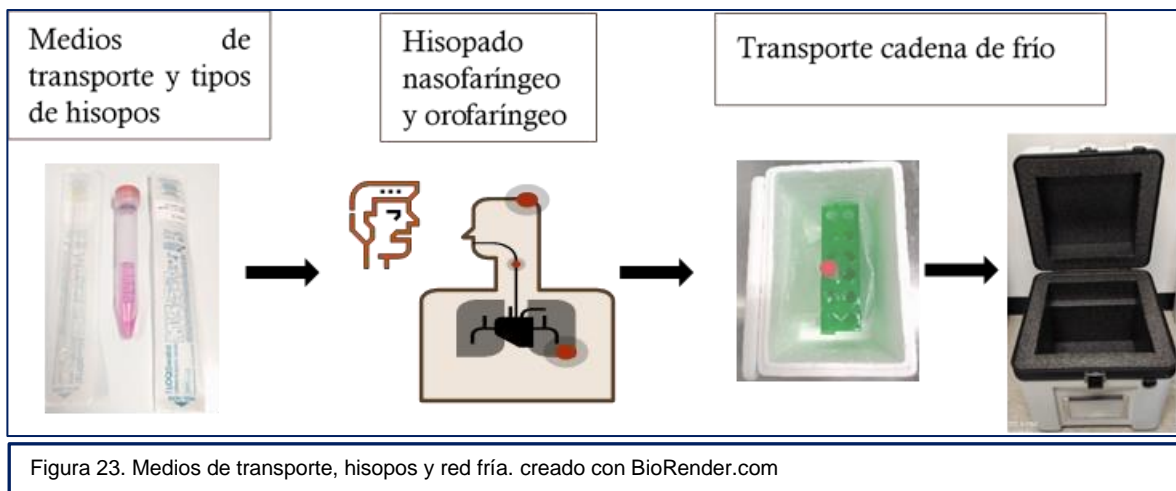 Medios de
transporte y tipos
de hisopos
Hisopado
nasofaríngeo
y orofaríngeo
Transporte cadena de frío
Figura 23. Medios de transporte, hisopos y red fría. creado con BioRender.com